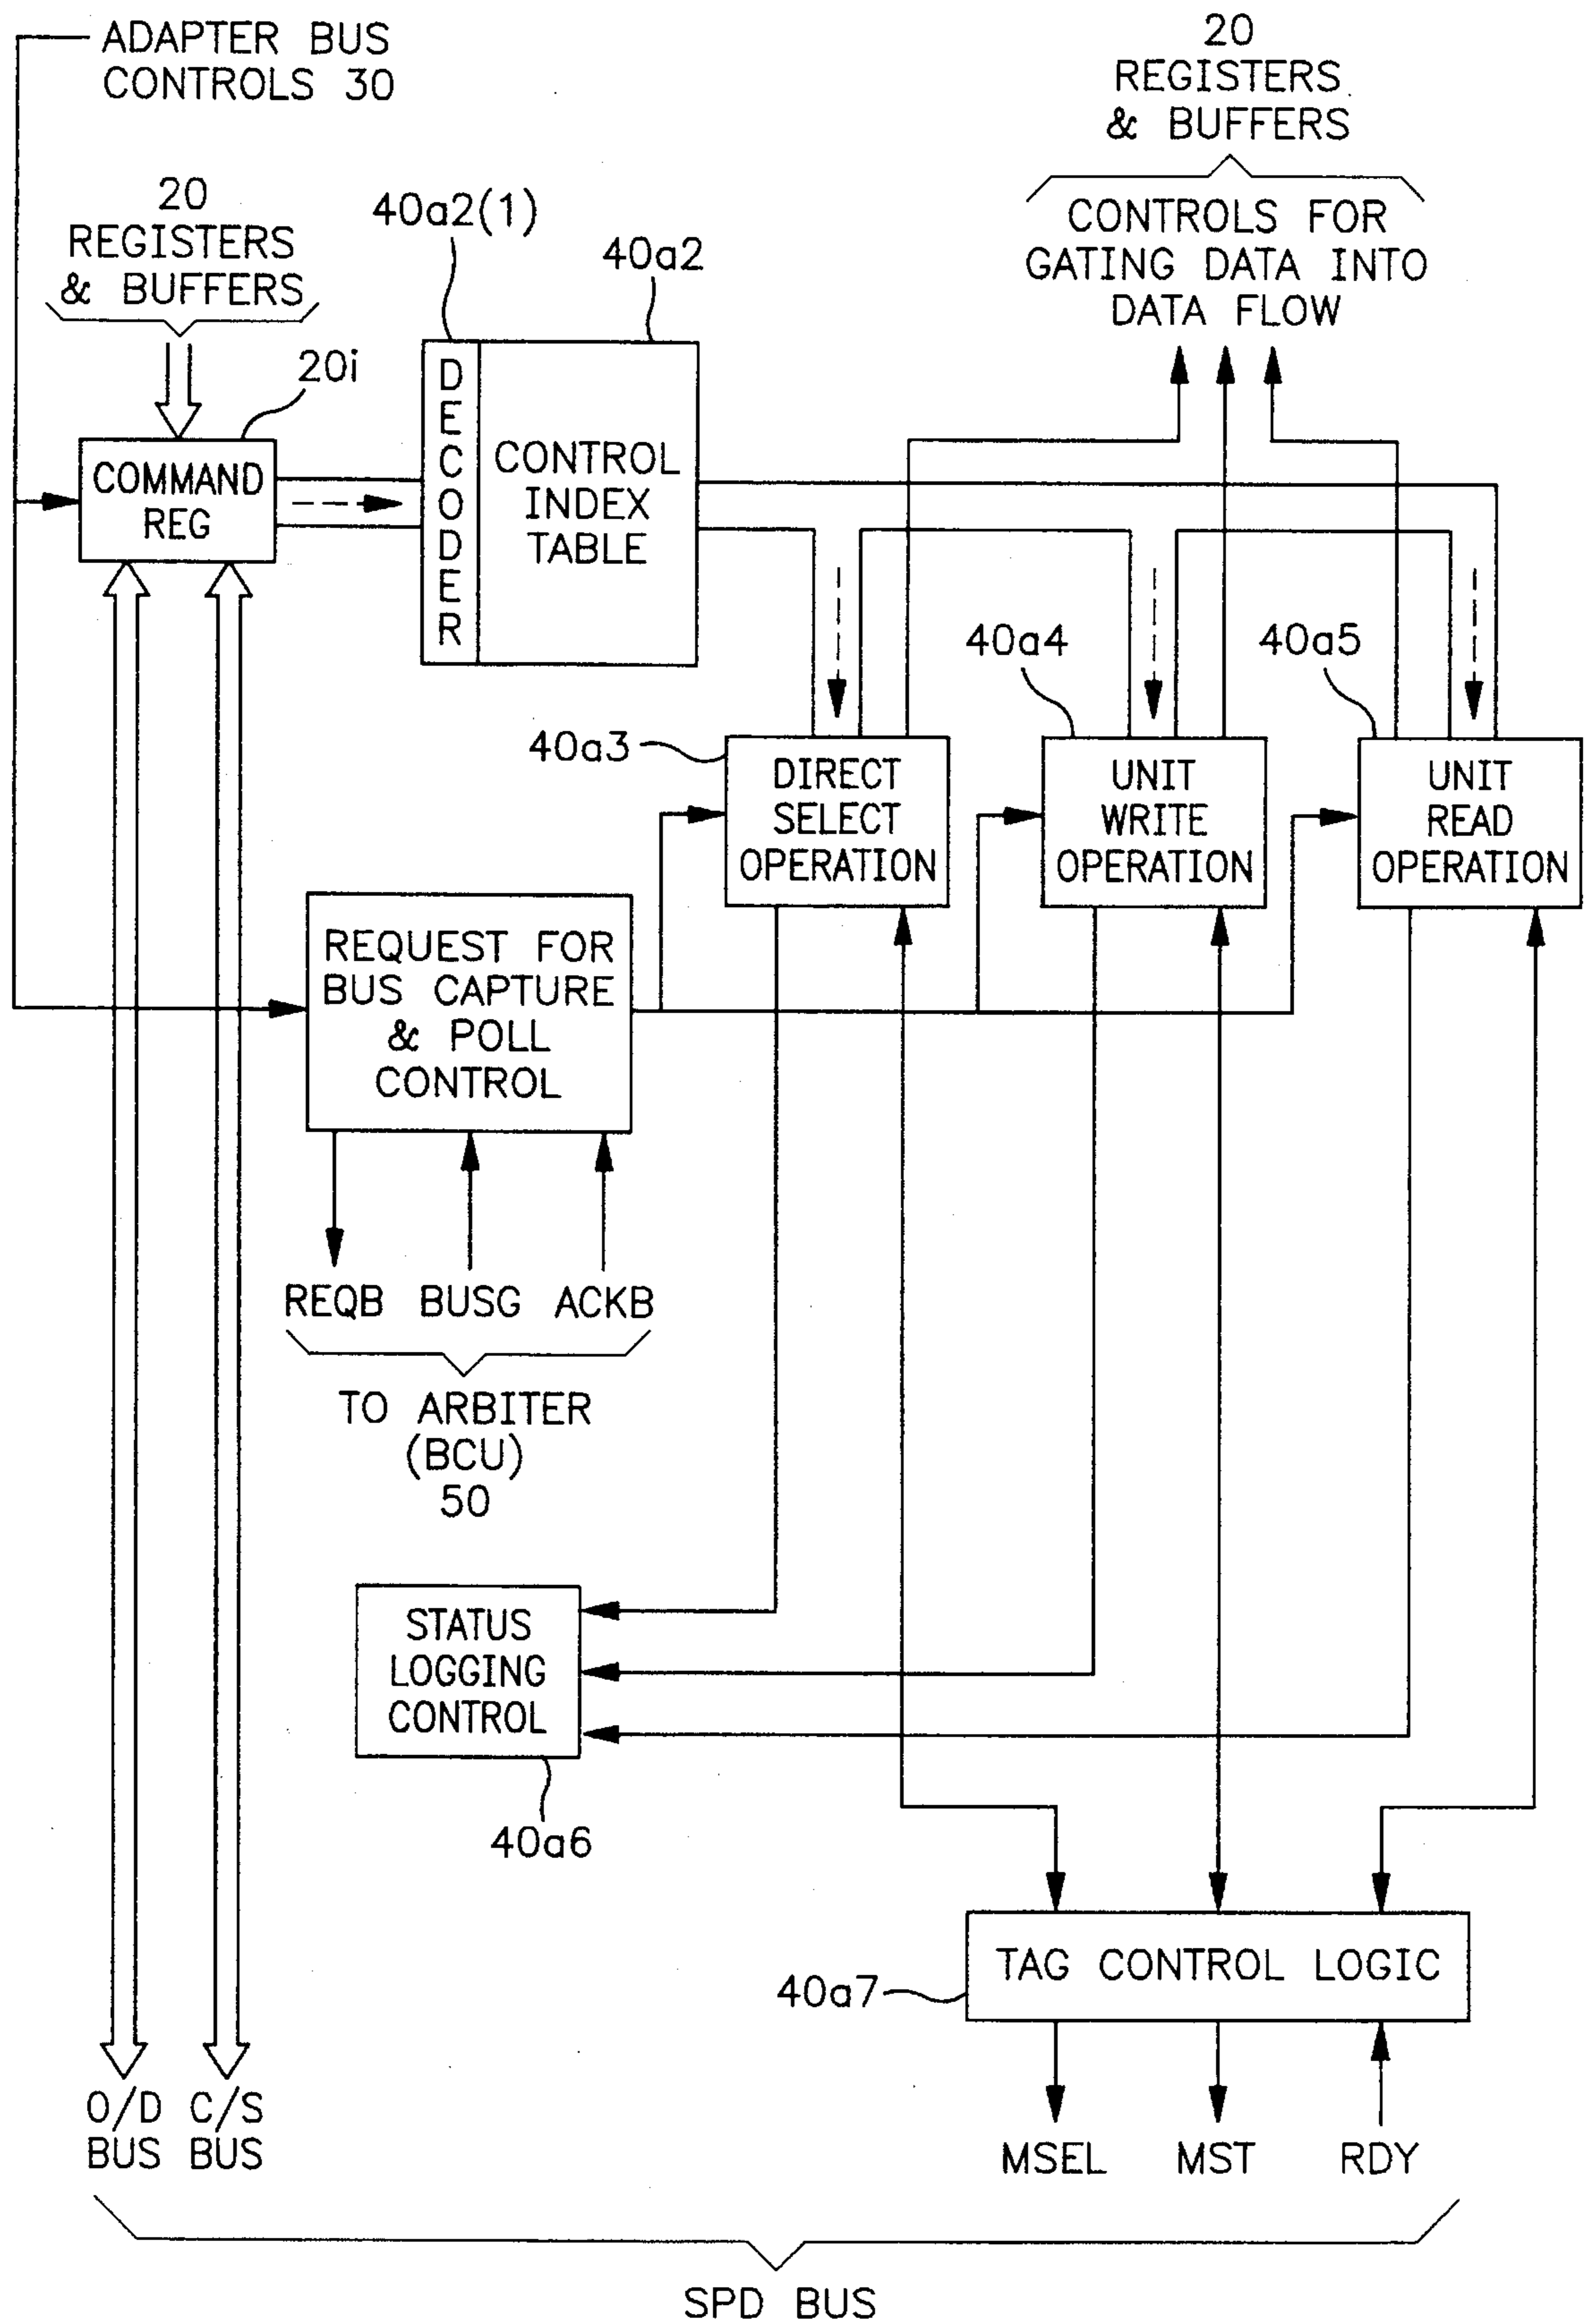 ADAPTER BUS
CONTROLS 30
20
REGISTERS
& BUFFERS
CONTROLS FOR
GATING DATA INTO
DATA FLOW
20
REGISTERS
& BUFFERS
40a2(1)
40a2
20i
COMMAND
REG
DECODER
CONTROL
INDEX
TABLE
40a3
40a4
40a5
DIRECT
SELECT
OPERATION
UNIT
WRITE
OPERATION
UNIT
READ
OPERATION
REQUEST FOR
BUS CAPTURE
& POLL
CONTROL
REQB BUSG ACKB
TO ARBITER
(BCU)
50
STATUS
LOGGING
CONTROL
40a6
TAG CONTROL LOGIC
40a7
O/D
BUS
C/S
BUS
MSEL MST RDY
SPD BUS